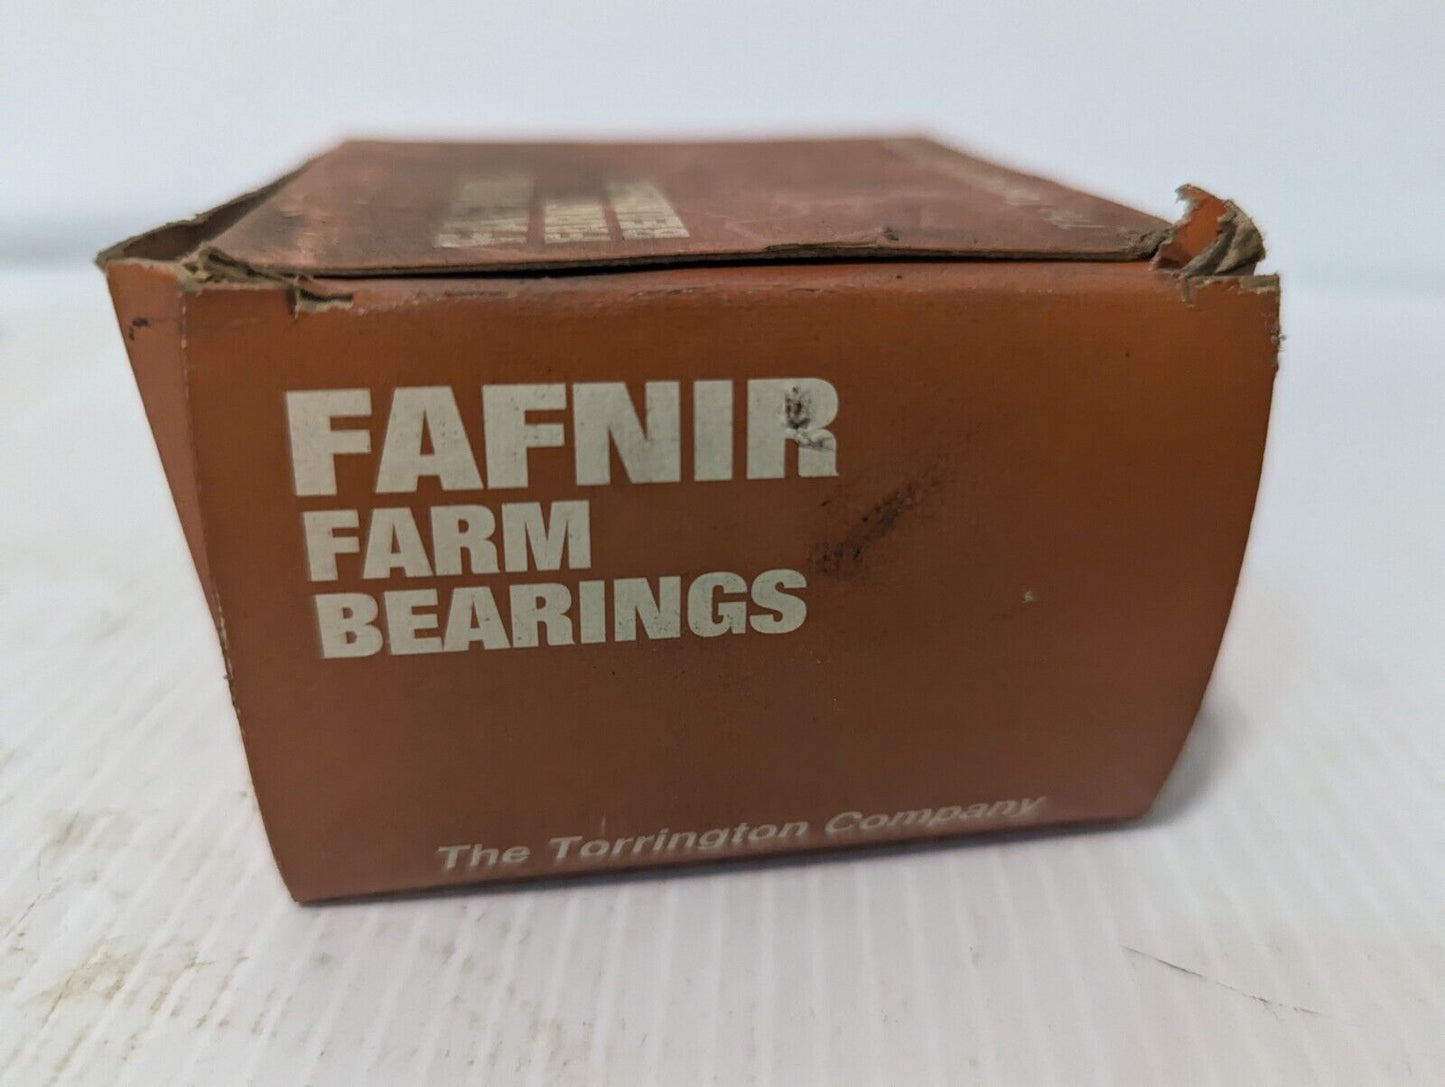 FAFNIR
FARM
BEARINGS
The Torrington Company